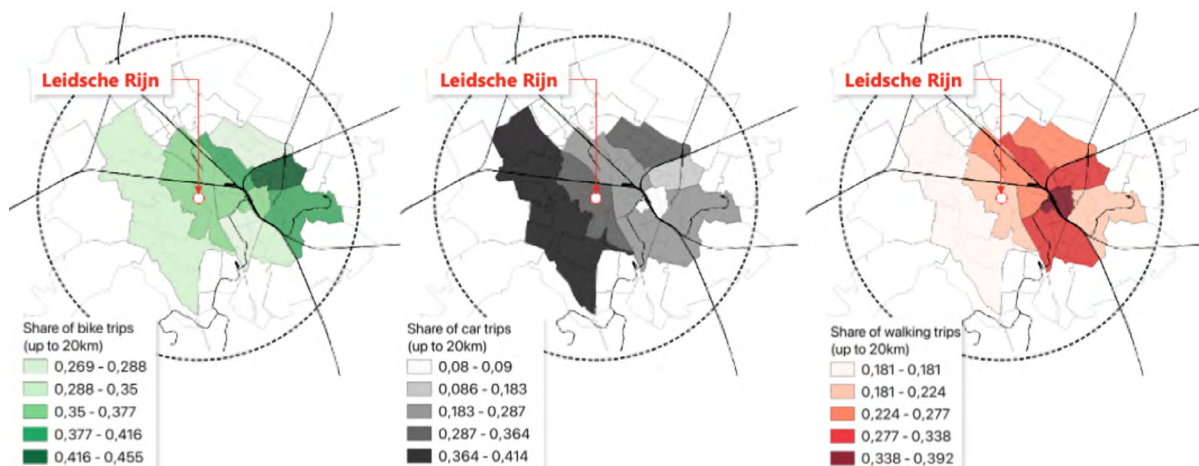 Leidsche Rijn
Leidsche Rijn
Leidsche Rijn
Share of bike trips
(up to 20km)
0,269 - 0,288
0,288 - 0,35
0,35 - 0,377
0,377 - 0,416
0,416 - 0,455
Share of car trips
(up to 20km)
0,08 - 0,09
0,086 - 0,183
0,183 - 0,287
0,287 - 0,364
0,364 - 0,414
Share of walking trips
(up to 20km)
0,181 - 0,181
0,181 - 0,224
0,224 - 0,277
0,277 - 0,338
0,338 - 0,392